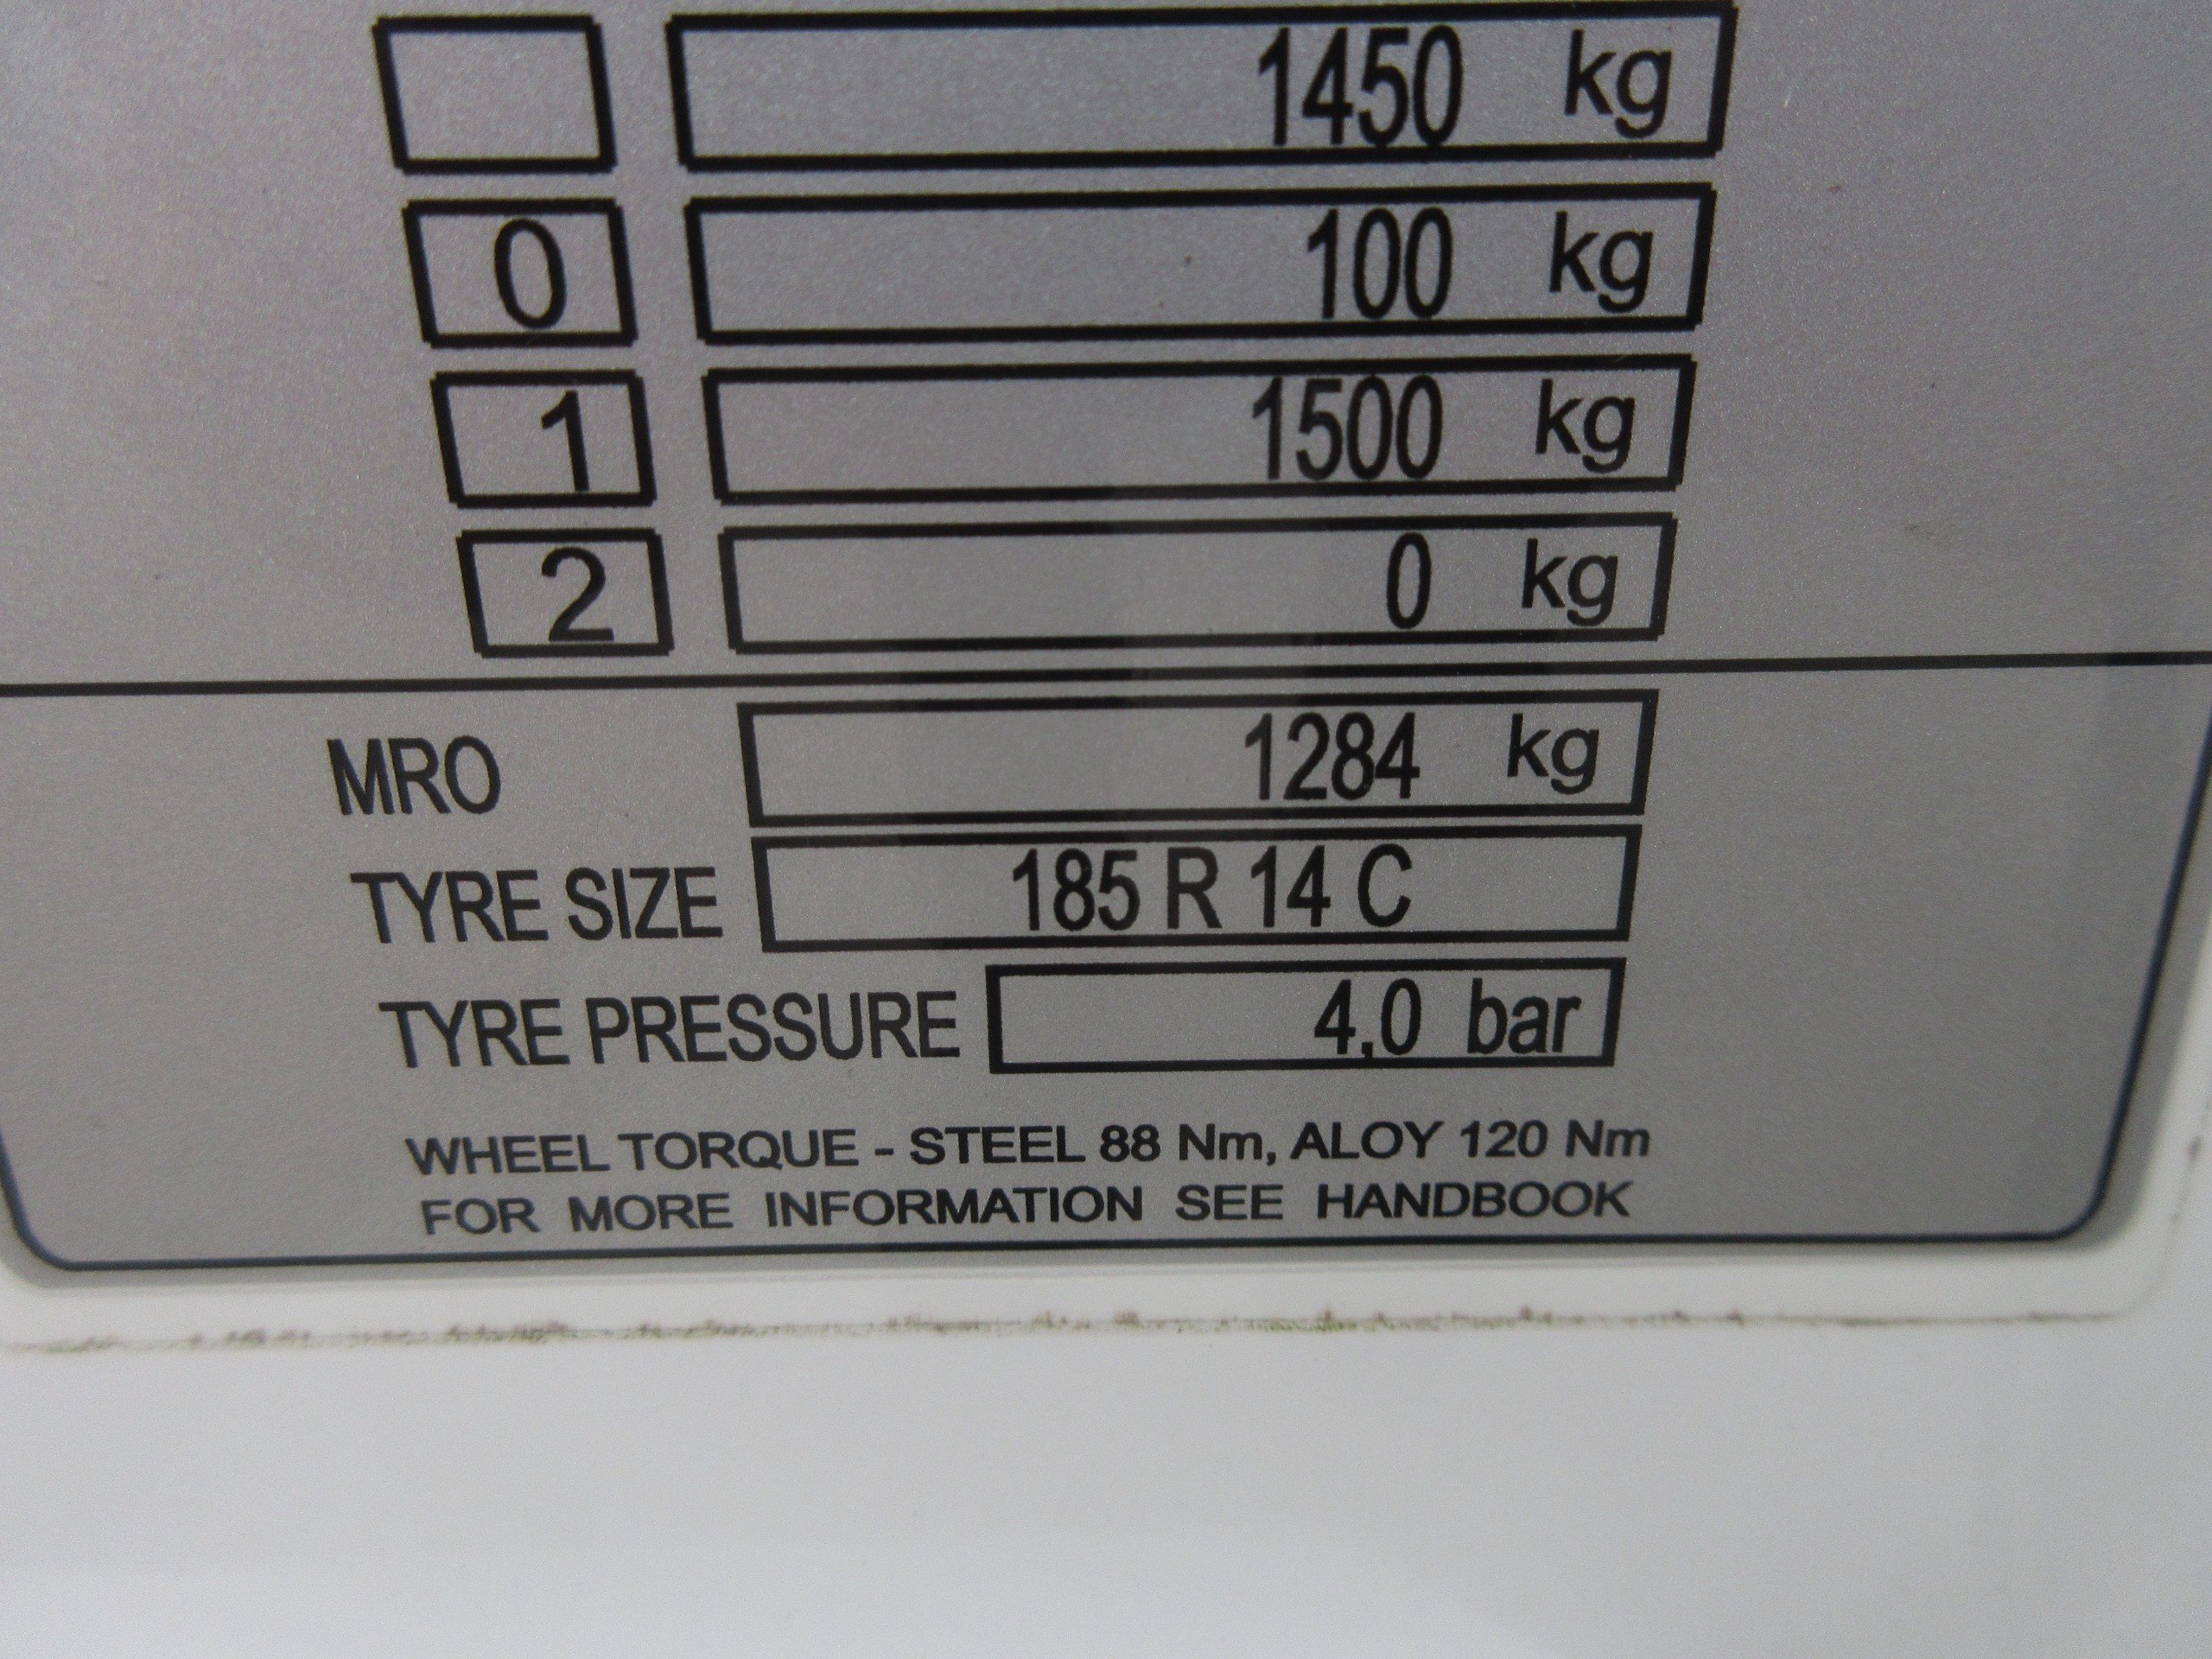 1450 kg
0 100 kg
1 1500 kg
2 0 kg
MRO 1284 kg
TYRE SIZE 185 R 14 C
TYRE PRESSURE 4,0 bar
WHEEL TORQUE - STEEL 88 Nm, ALOY 120 Nm
FOR MORE INFORMATION SEE HANDBOOK